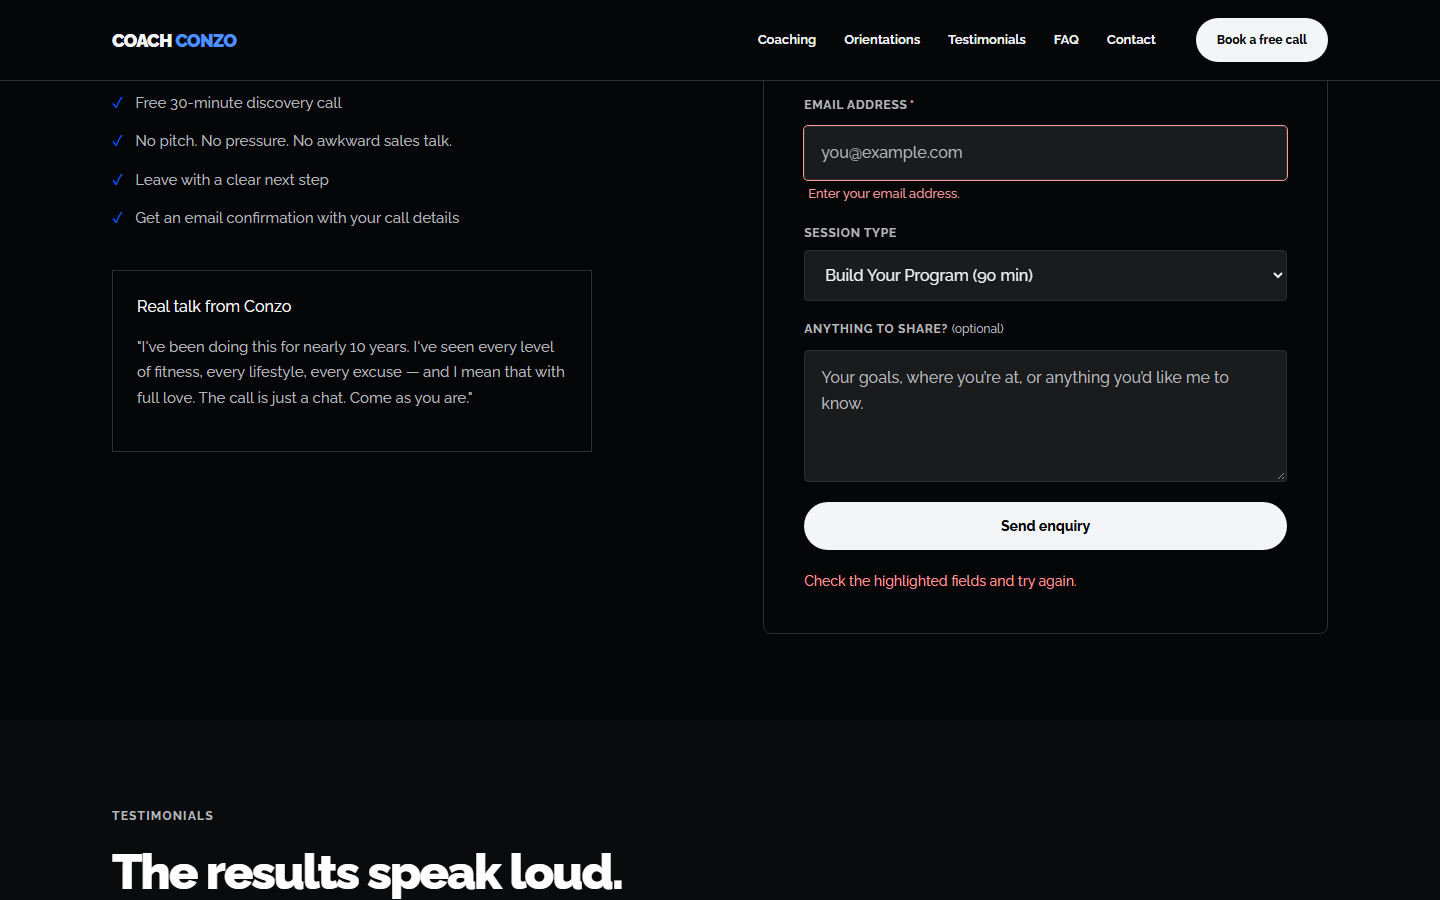 COACH CONZO
Coaching
Orientations
Testimonials
FAQ
Contact
Book a free call
✓ Free 30-minute discovery call
✓ No pitch. No pressure. No awkward sales talk.
✓ Leave with a clear next step
✓ Get an email confirmation with your call details
Real talk from Conzo
"I've been doing this for nearly 10 years. I've seen every level
of fitness, every lifestyle, every excuse — and I mean that with
full love. The call is just a chat. Come as you are."
EMAIL ADDRESS *
you@example.com
Enter your email address.
SESSION TYPE
Build Your Program (90 min)
ANYTHING TO SHARE? (optional)
Your goals, where you're at, or anything you'd like me to
know.
Send enquiry
Check the highlighted fields and try again.
TESTIMONIALS
The results speak loud.